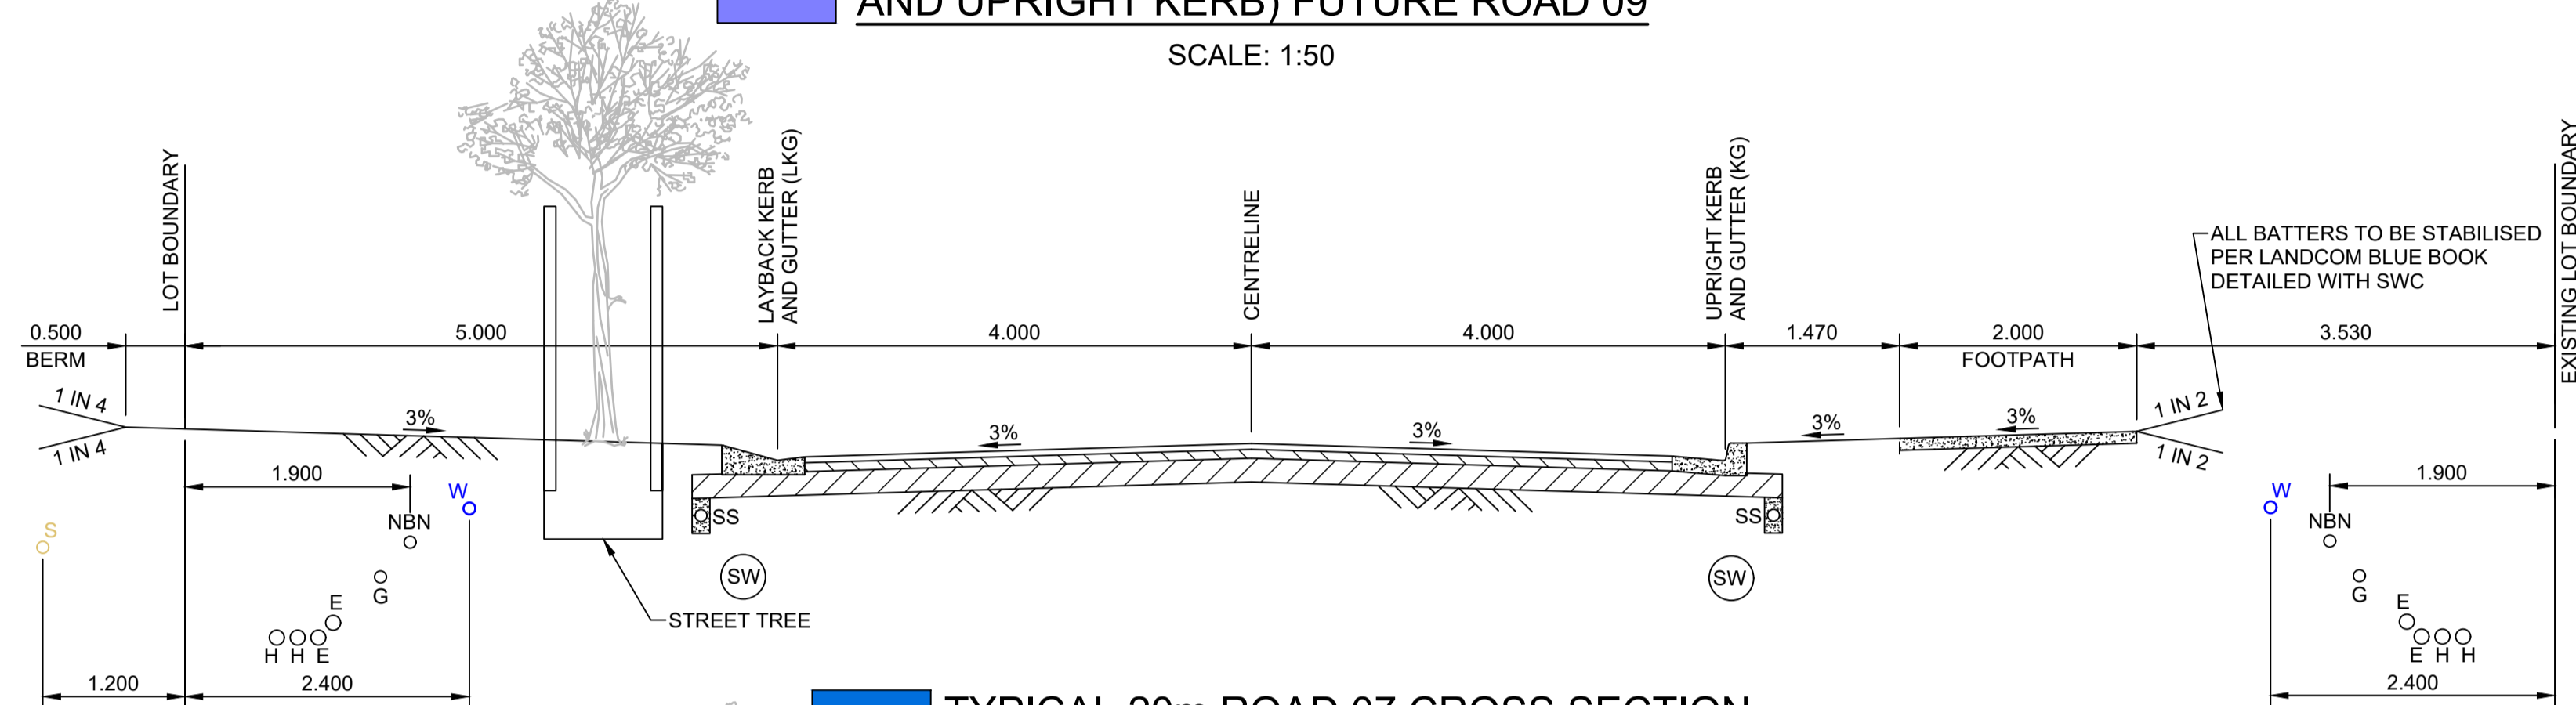 AND UPRIGHT KERB) FUTURE ROAD 09
SCALE: 1:50
LOT BOUNDARY
LAYBACK KERB
AND GUTTER (LKG)
CENTRELINE
UPRIGHT KERB
AND GUTTER (KG)
EXISTING LOT BOUNDARY
ALL BATTERS TO BE STABILISED
PER LANDCOM BLUE BOOK
DETAILED WITH SWC
0.500
BERM
5.000
4.000
4.000
1.470
2.000
FOOTPATH
3.530
1 IN 4
1 IN 4
3%
3%
3%
3%
3%
1 IN 2
1 IN 2
1.900
1.900
S
W
NBN
G
E
H H E
SS
SW
STREET TREE
SS
SW
W
NBN
G
E
E H H
1.200
2.400
2.400
TYPICAL 20m ROAD 07 CROSS SECTION